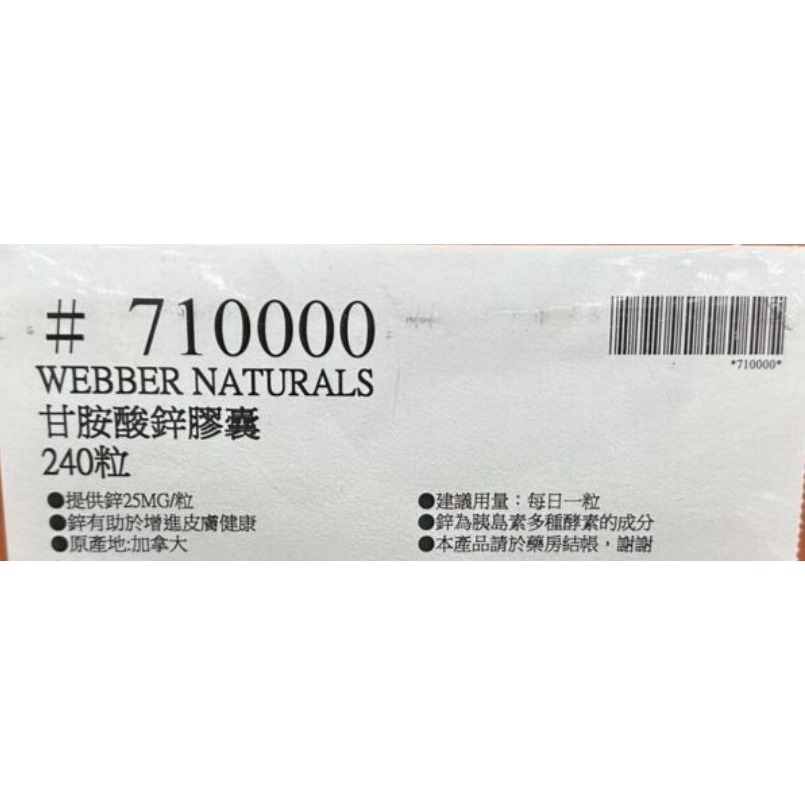 # 710000
*710000*
WEBBER NATURALS
甘胺酸鋅膠囊
240粒
●提供鋅25MG/粒
●鋅有助於增進皮膚健康
●原產地:加拿大
●建議用量：每日一粒
●鋅為胰島素多種酵素的成分
●本產品請於藥房結帳，謝謝